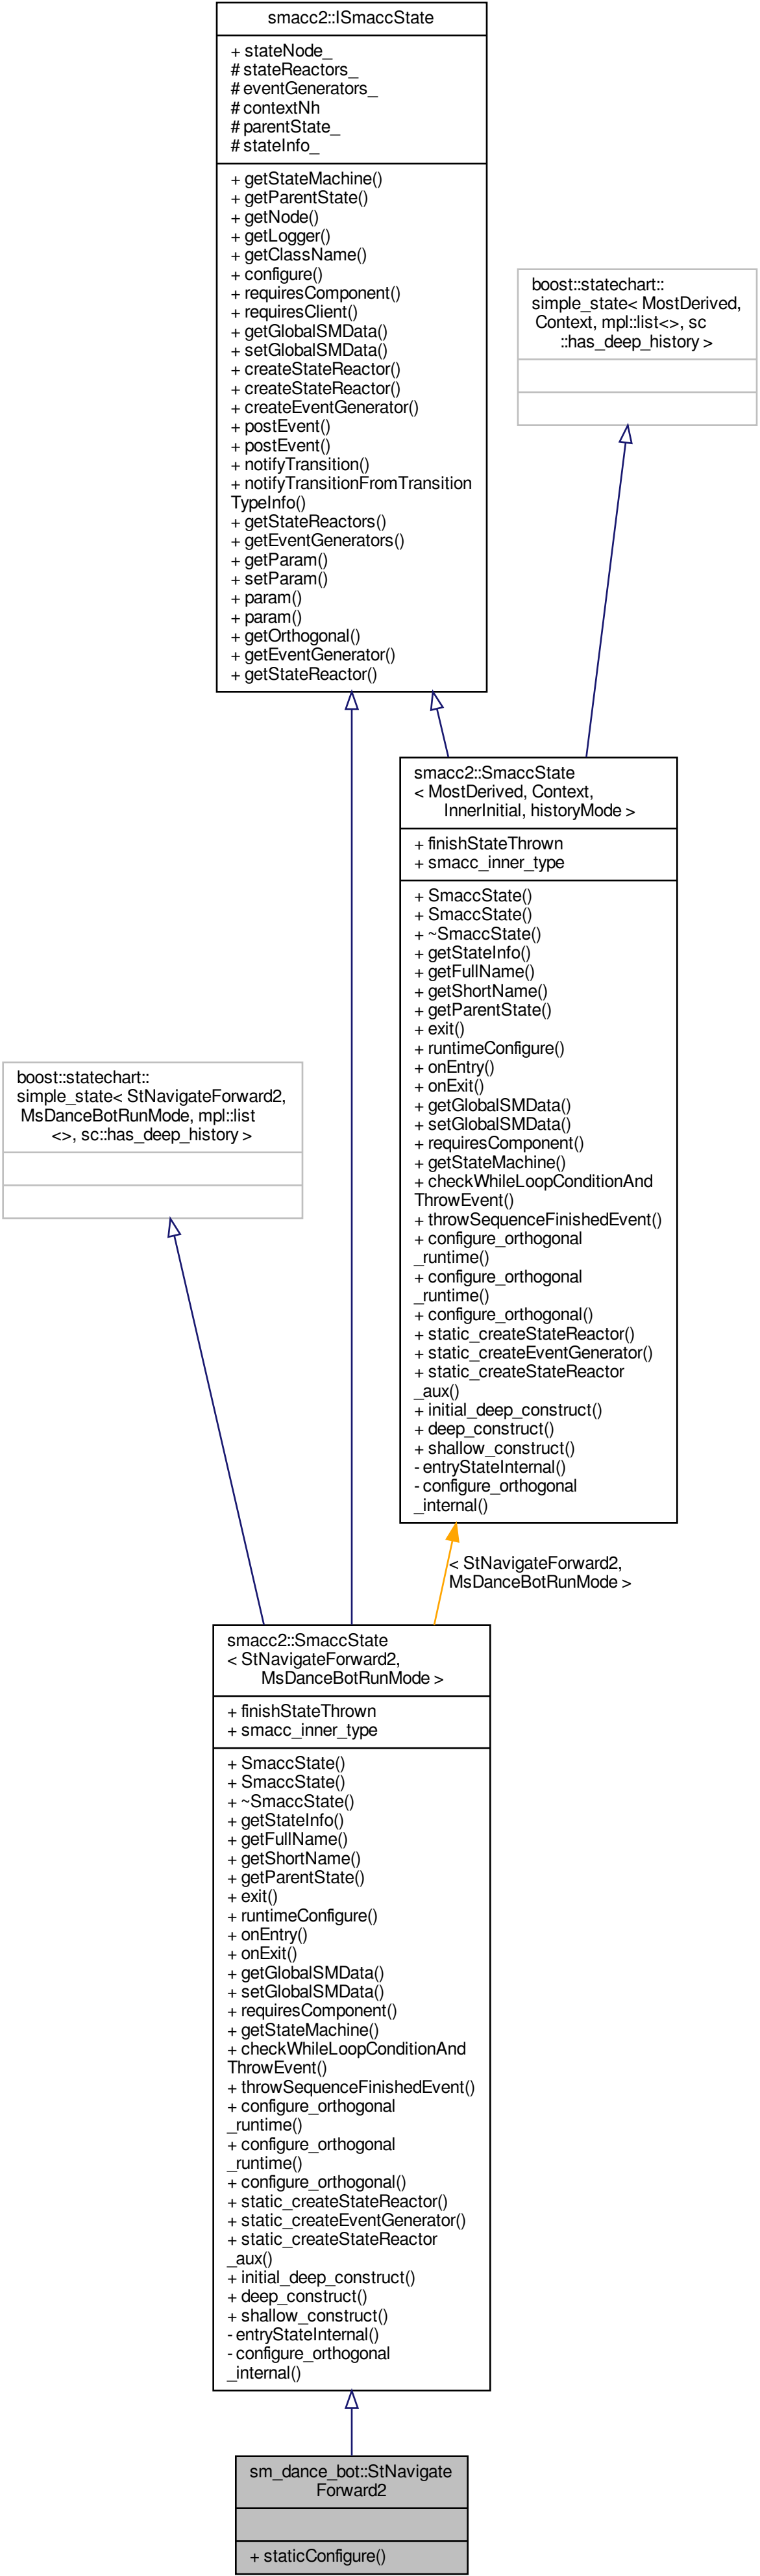 smacc2::ISmaccState
+ stateNode_
# stateReactors_
# eventGenerators_
# contextNh
# parentState_
# stateInfo_
+ getStateMachine()
+ getParentState()
+ getNode()
+ getLogger()
+ getClassName()
+ configure()
+ requiresComponent()
+ requiresClient()
+ getGlobalSMData()
+ setGlobalSMData()
+ createStateReactor()
+ createStateReactor()
+ createEventGenerator()
+ postEvent()
+ postEvent()
+ notifyTransition()
+ notifyTransitionFromTransition
TypeInfo()
+ getStateReactors()
+ getEventGenerators()
+ getParam()
+ setParam()
+ param()
+ param()
+ getOrthogonal()
+ getEventGenerator()
+ getStateReactor()
boost::statechart::
simple_state< MostDerived,
Context, mpl::list<>, sc
::has_deep_history >
smacc2::SmaccState
< MostDerived, Context,
InnerInitial, historyMode >
+ finishStateThrown
+ smacc_inner_type
+ SmaccState()
+ SmaccState()
+ ~SmaccState()
+ getStateInfo()
+ getFullName()
+ getShortName()
+ getParentState()
+ exit()
+ runtimeConfigure()
+ onEntry()
+ onExit()
+ getGlobalSMData()
+ setGlobalSMData()
+ requiresComponent()
+ getStateMachine()
+ checkWhileLoopConditionAnd
ThrowEvent()
+ throwSequenceFinishedEvent()
+ configure_orthogonal
_runtime()
+ configure_orthogonal
_runtime()
+ configure_orthogonal()
+ static_createStateReactor()
+ static_createEventGenerator()
+ static_createStateReactor
_aux()
+ initial_deep_construct()
+ deep_construct()
+ shallow_construct()
- entryStateInternal()
- configure_orthogonal
_internal()
boost::statechart::
simple_state< StNavigateForward2,
MsDanceBotRunMode, mpl::list
<>, sc::has_deep_history >
< StNavigateForward2,
MsDanceBotRunMode >
smacc2::SmaccState
< StNavigateForward2,
MsDanceBotRunMode >
+ finishStateThrown
+ smacc_inner_type
+ SmaccState()
+ SmaccState()
+ ~SmaccState()
+ getStateInfo()
+ getFullName()
+ getShortName()
+ getParentState()
+ exit()
+ runtimeConfigure()
+ onEntry()
+ onExit()
+ getGlobalSMData()
+ setGlobalSMData()
+ requiresComponent()
+ getStateMachine()
+ checkWhileLoopConditionAnd
ThrowEvent()
+ throwSequenceFinishedEvent()
+ configure_orthogonal
_runtime()
+ configure_orthogonal
_runtime()
+ configure_orthogonal()
+ static_createStateReactor()
+ static_createEventGenerator()
+ static_createStateReactor
_aux()
+ initial_deep_construct()
+ deep_construct()
+ shallow_construct()
- entryStateInternal()
- configure_orthogonal
_internal()
sm_dance_bot::StNavigate
Forward2
+ staticConfigure()